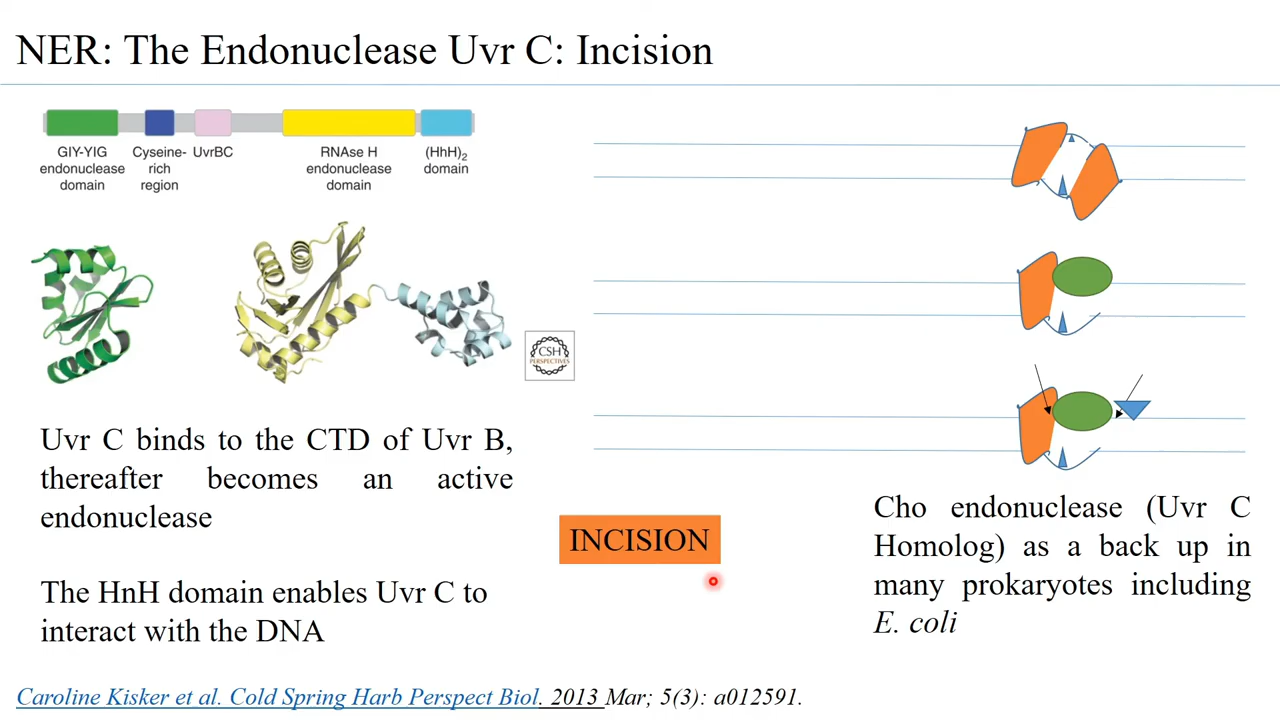 NER: The Endonuclease Uvr C: Incision
GIY-YIG
endonuclease
domain
Cyseine-
rich
region
UvrBC
RNAse H
endonuclease
domain
(HhH)2
domain
CSH
PERSPECTIVES
Uvr C binds to the CTD of Uvr B,
thereafter becomes an active
endonuclease
The HnH domain enables Uvr C to
interact with the DNA
INCISION
Cho endonuclease (Uvr C
Homolog) as a back up in
many prokaryotes including
E. coli
Caroline Kisker et al. Cold Spring Harb Perspect Biol. 2013 Mar; 5(3): a012591.